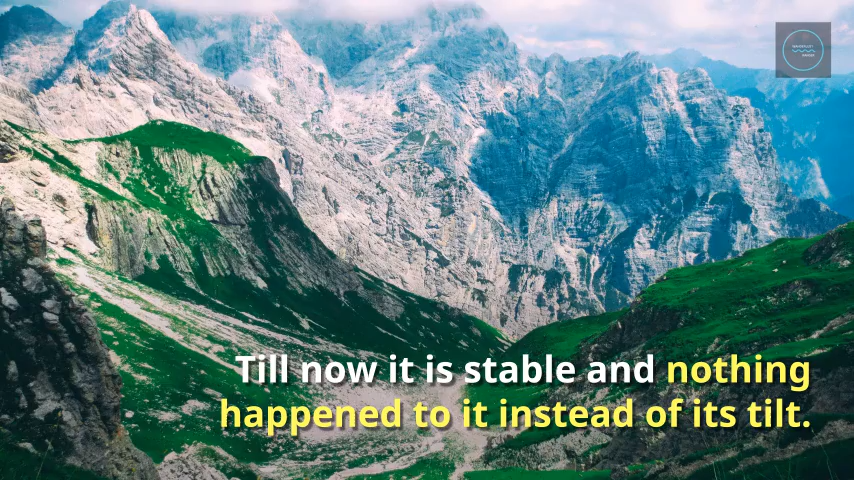 Till now it is stable and nothing
happened to it instead of its tilt.